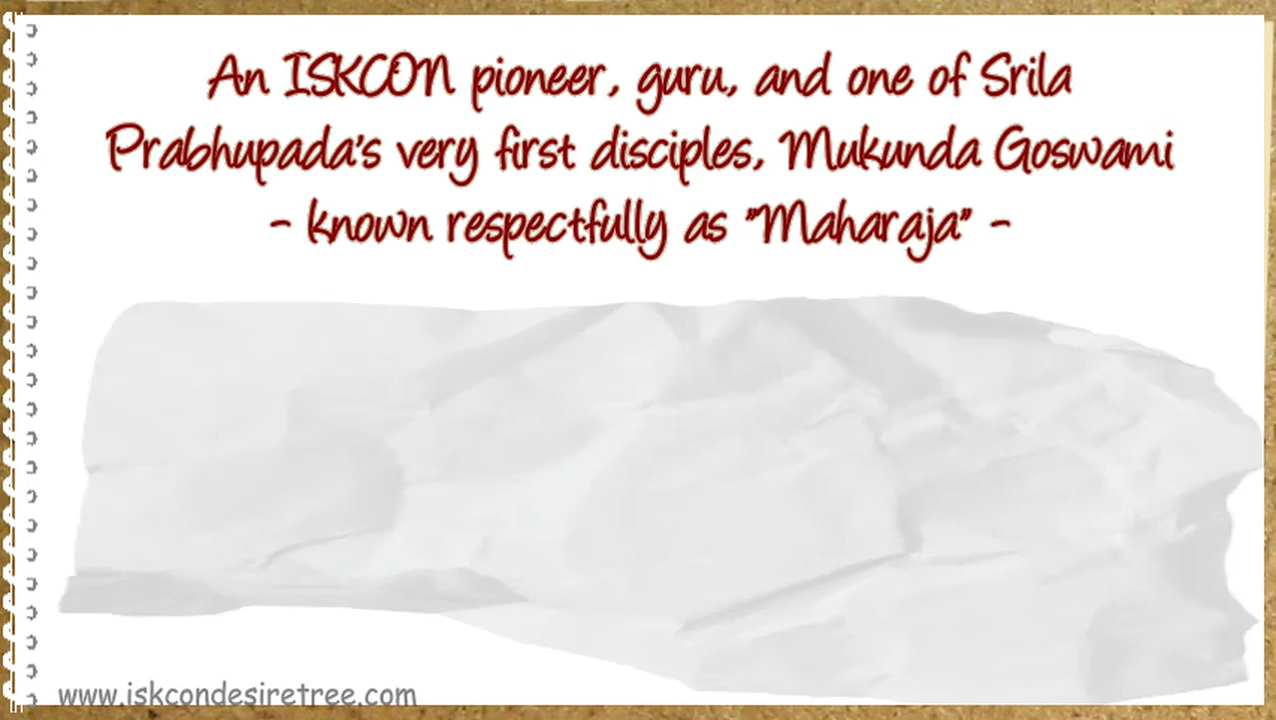 An ISKCON pioneer, guru, and one of Srila
Prabhupada's very first disciples, Mukunda Goswami
- known respectfully as "Maharaja" -
www.iskcondesiretree.com